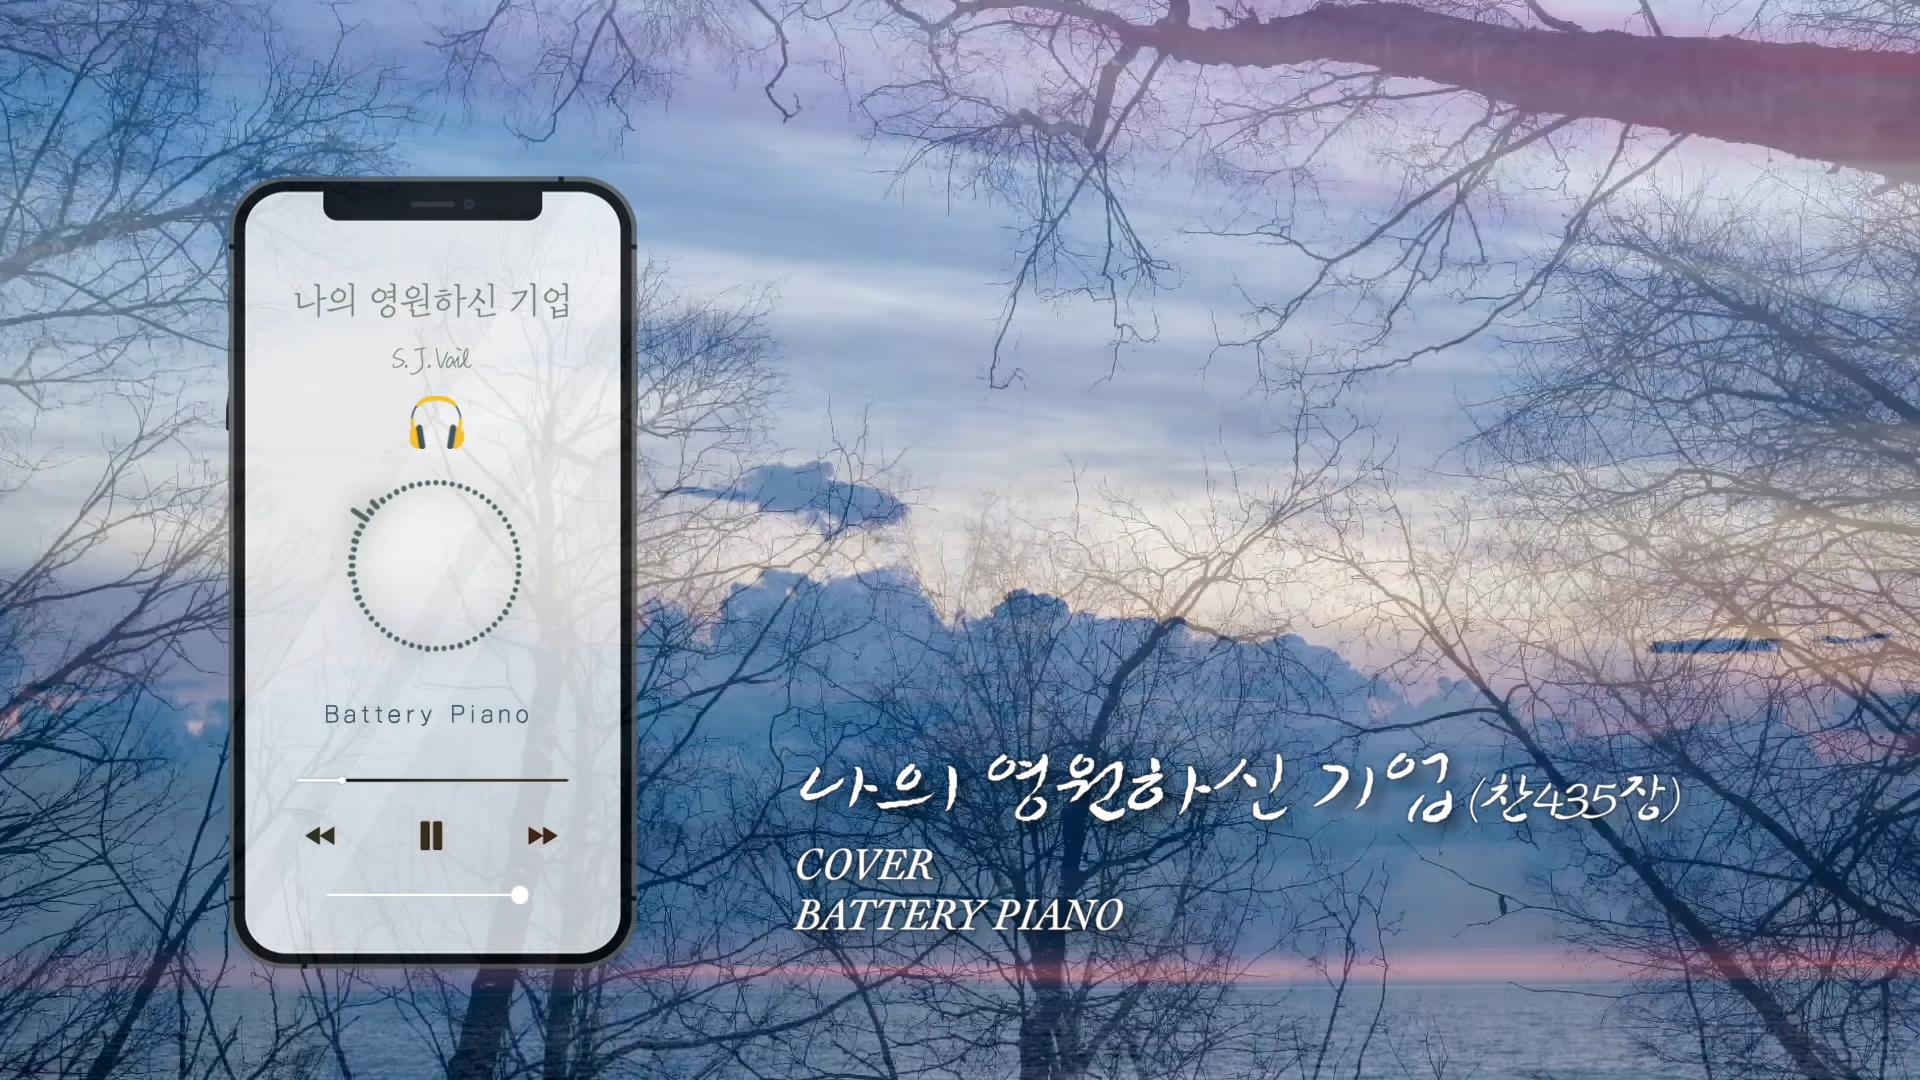 나의 영원하신 기업
S. J. Vail
Battery Piano
나의 영원하신 기업 (찬435장)
COVER
BATTERY PIANO